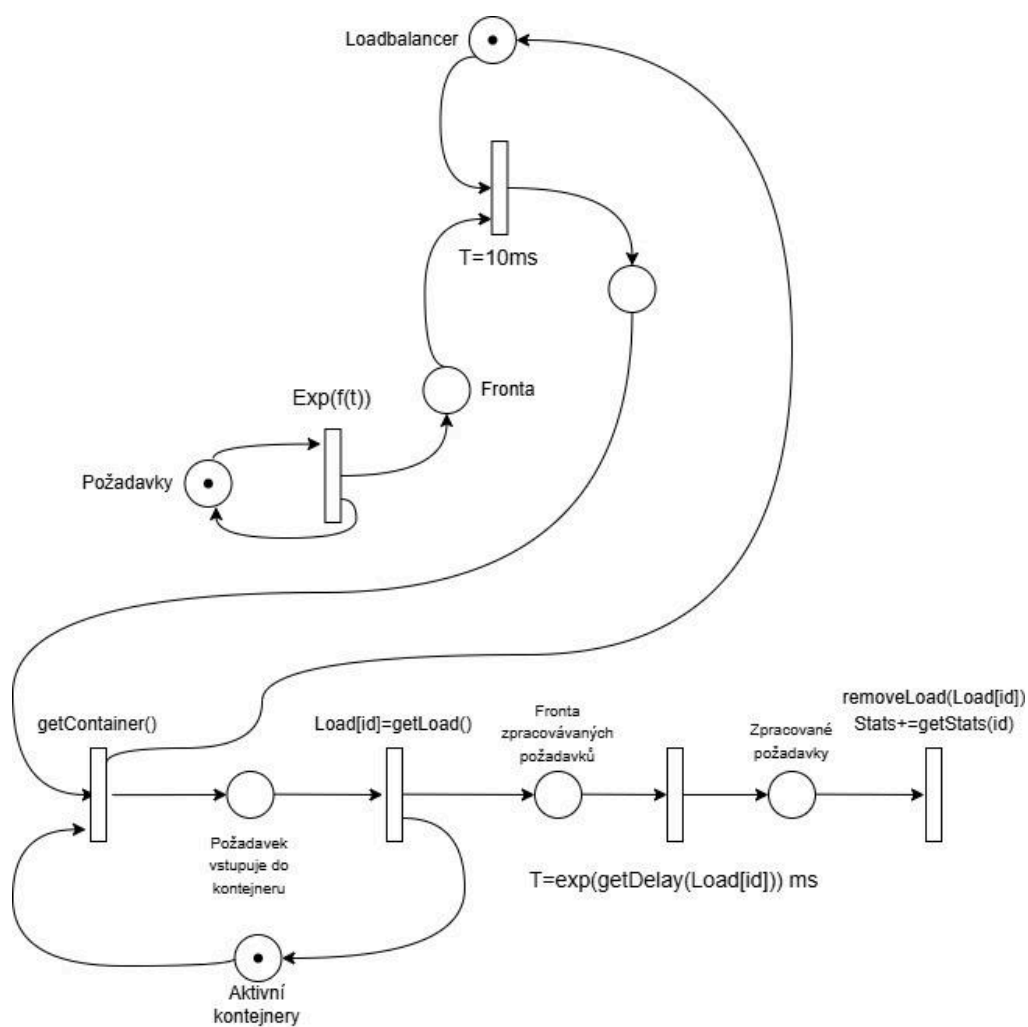 Loadbalancer
T=10ms
Exp(f(t))
Fronta
Požadavky
getContainer()
Load[id]=getLoad()
Fronta
zpracovávaných
požadavků
Zpracované
požadavky
removeLoad(Load[id])
Stats+=getStats(id)
Požadavek
vstupuje do
kontejneru
T=exp(getDelay(Load[id])) ms
Aktivní
kontejnery